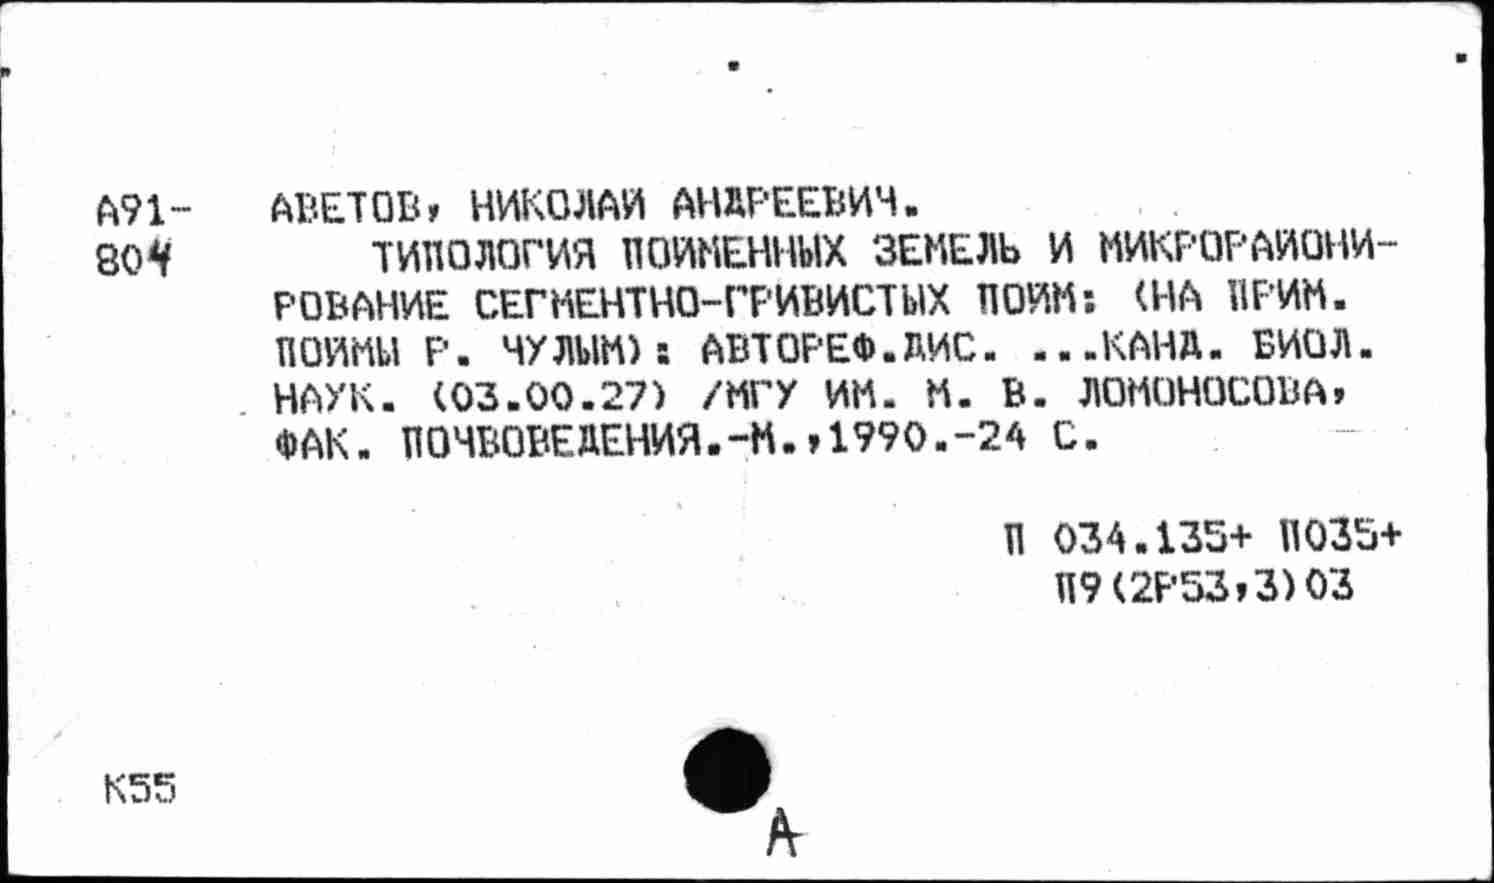 А91- АВЕТОВ, НИКОЛАЙ АНДРЕЕВИЧ.
804 ТИПОЛОГИЯ ПОЙМЕННЫХ ЗЕМЕЛЬ И МИКРОРАЙОНИ-
РОВАНИЕ СЕГМЕНТНО-ГРИВИСТЫХ ПОЙМ: (НА ПРИМ.
ПОЙМЫ Р. ЧУЛЫМ): АВТОРЕФ.ДИС. ...КАНД. БИОЛ.
НАУК. (03.00.27) /МГУ ИМ. М. В. ЛОМОНОСОВА,
ФАК. ПОЧВОВЕДЕНИЯ.-М.,1990.-24 С.
П 034.135+ П035+
П9(2Р53,3)03
К55
А